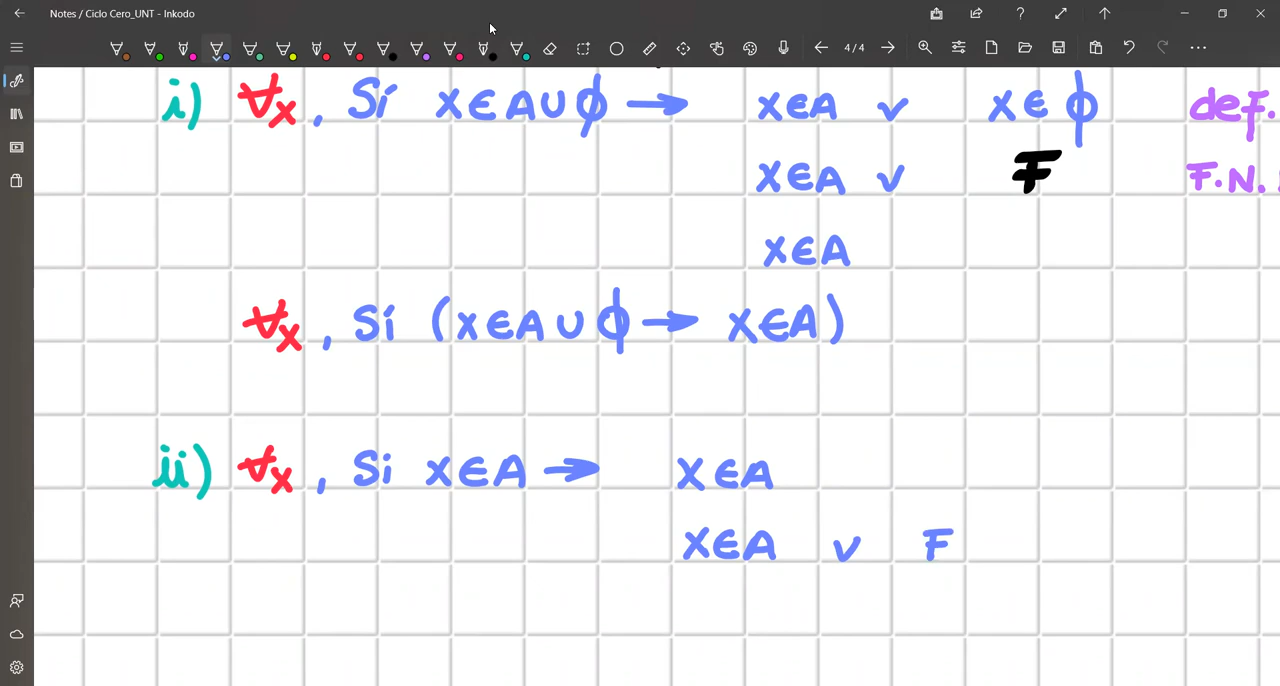 Notes / Ciclo Cero_UNT - Inkodo
4 / 4
i) ∀x , Sí x∈A∪ϕ → x∈A ∨ x∈ϕ def.
x∈A ∨ F F.N.
x∈A
∀x , Sí (x∈A∪ϕ → x∈A)
ii) ∀x , Si x∈A → x∈A
x∈A ∨ F